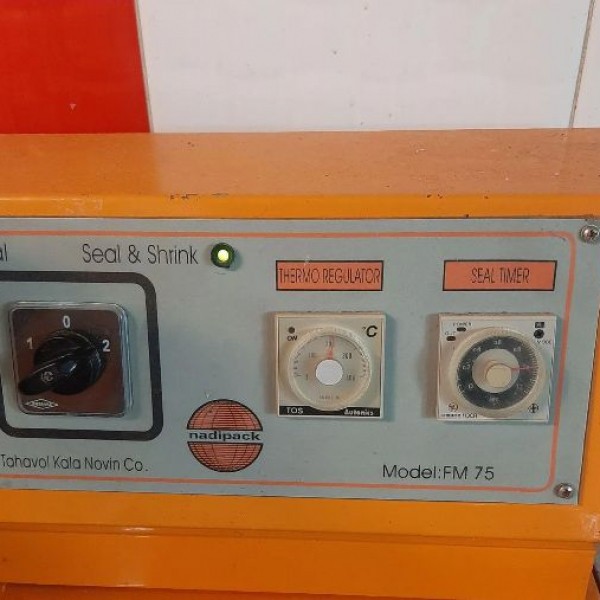 Seal & Shrink
THERMO REGULATOR
SEAL TIMER
0
1
2
ON
°C
TOS
Autonics
nadipack
Tahavol Kala Novin Co.
Model:FM 75